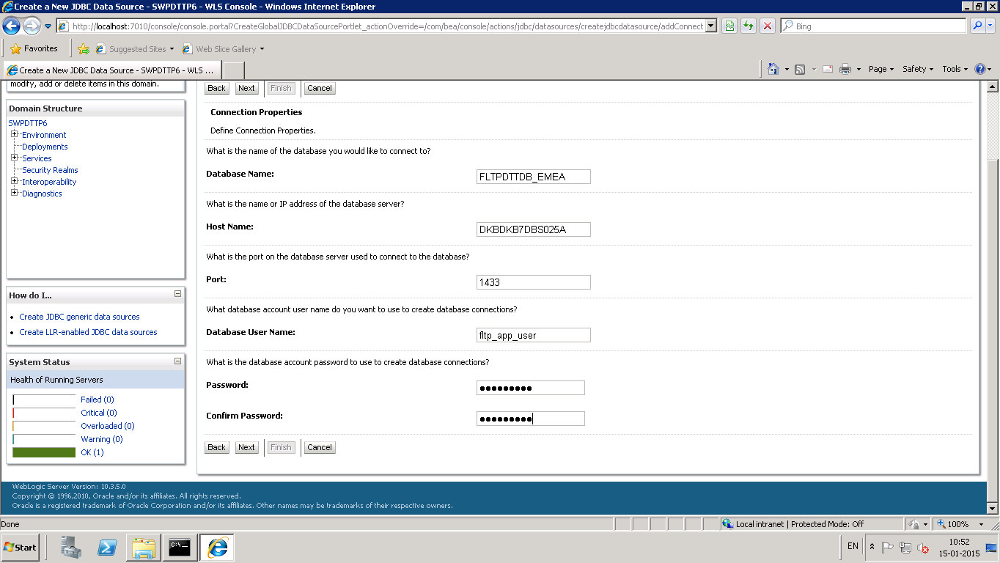 Create a New JDBC Data Source - SWPDTTP6 - WLS Console - Windows Internet Explorer
http://localhost:7010/console/console.portal?CreateGlobalJDBCDataSourcePortlet_actionOverride=/com/bea/console/actions/jdbc/datasources/createjdbcdatasource/addConnect
Bing
Favorites
Suggested Sites
Web Slice Gallery
Create a New JDBC Data Source - SWPDTTP6 - WLS ...
Page
Safety
Tools
modify, add or delete items in this domain.
Domain Structure
SWPDTTP6
Environment
Deployments
Services
Security Realms
Interoperability
Diagnostics
How do I...
Create JDBC generic data sources
Create LLR-enabled JDBC data sources
System Status
Health of Running Servers
Failed (0)
Critical (0)
Overloaded (0)
Warning (0)
OK (1)
Back Next Finish Cancel
Connection Properties
Define Connection Properties.
What is the name of the database you would like to connect to?
Database Name: FLTPDTTDB_EMEA
What is the name or IP address of the database server?
Host Name: DKBDKB7DBS025A
What is the port on the database server used to connect to the database?
Port: 1433
What database account user name do you want to use to create database connections?
Database User Name: fltp_app_user
What is the database account password to use to create database connections?
Password: ●●●●●●●●●
Confirm Password: ●●●●●●●●●
Back Next Finish Cancel
WebLogic Server Version: 10.3.5.0
Copyright © 1996,2010, Oracle and/or its affiliates. All rights reserved.
Oracle is a registered trademark of Oracle Corporation and/or its affiliates. Other names may be trademarks of their respective owners.
Done
Local intranet | Protected Mode: Off
100%
Start
C:\
EN
10:52
15-01-2015